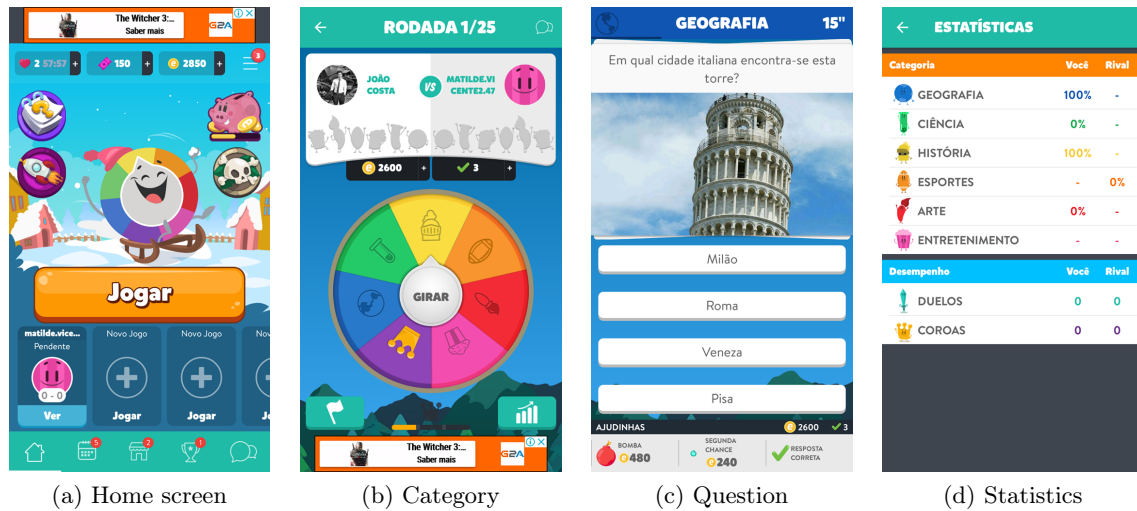 The Witcher 3:...
Saber mais
G2A
2 57:57 +
150 +
2850 +
3
Jogar
matilde.vice...
Pendente
0 - 0
Ver
Novo Jogo
Jogar
Novo Jogo
Jogar
Nov
Jo
5
2
1
(a) Home screen
RODADA 1/25
JOÃO
COSTA
VS
MATILDE.VI
CENTE2.47
2600 +
3 +
GIRAR
The Witcher 3:...
Saber mais
G2A
(b) Category
GEOGRAFIA
15"
Em qual cidade italiana encontra-se esta
torre?
Milão
Roma
Veneza
Pisa
AJUDINHAS
2600
3
BOMBA
480
SEGUNDA
CHANCE
240
RESPOSTA
CORRETA
(c) Question
ESTATÍSTICAS
Categoria Você Rival
GEOGRAFIA 100% -
CIÊNCIA 0% -
HISTÓRIA 100% -
ESPORTES - 0%
ARTE 0% -
ENTRETENIMENTO - -
Desempenho Você Rival
DUELOS 0 0
COROAS 0 0
(d) Statistics